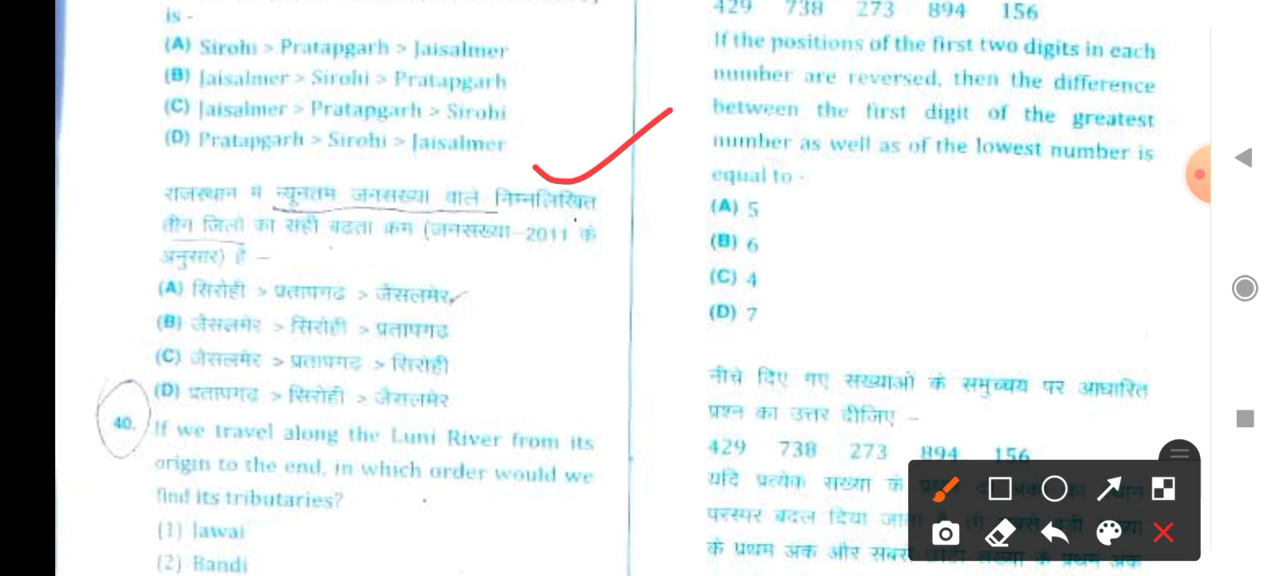 is -
(A) Sirohi > Pratapgarh > Jaisalmer
(B) Jaisalmer > Sirohi > Pratapgarh
(C) Jaisalmer > Pratapgarh > Sirohi
(D) Pratapgarh > Sirohi > Jaisalmer
राजस्थान में न्यूनतम जनसंख्या वाले निम्नलिखित
तीन जिलों का सही बढता क्रम (जनसंख्या-2011 के
अनुसार) है –
(A) सिरोही > प्रतापगढ > जैसलमेर
(B) जैसलमेर > सिरोही > प्रतापगढ
(C) जैसलमेर > प्रतापगढ > सिरोही
(D) प्रतापगढ > सिरोही > जैसलमेर
40. If we travel along the Luni River from its
origin to the end, in which order would we
find its tributaries?
(1) Jawai
(2) Bandi
429 738 273 894 156
If the positions of the first two digits in each
number are reversed, then the difference
between the first digit of the greatest
number as well as of the lowest number is
equal to -
(A) 5
(B) 6
(C) 4
(D) 7
नीचे दिए गए संख्याओं के समुच्चय पर आधारित
प्रश्न का उत्तर दीजिए –
429 738 273 894 156
यदि प्रत्येक संख्या के
परस्पर बदल दिया
के प्रथम अंक और सबसे